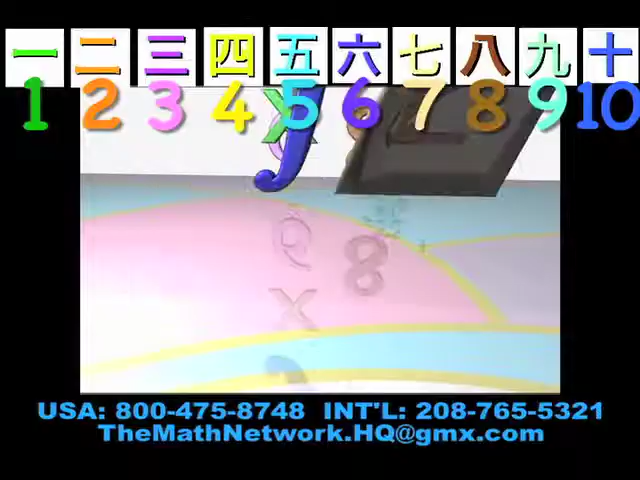 一 二 三 四 五 六 七 八 九 十
1 2 3 4 5 6 7 8 9 10
8
x
USA: 800-475-8748 INT'L: 208-765-5321
TheMathNetwork.HQ@gmx.com